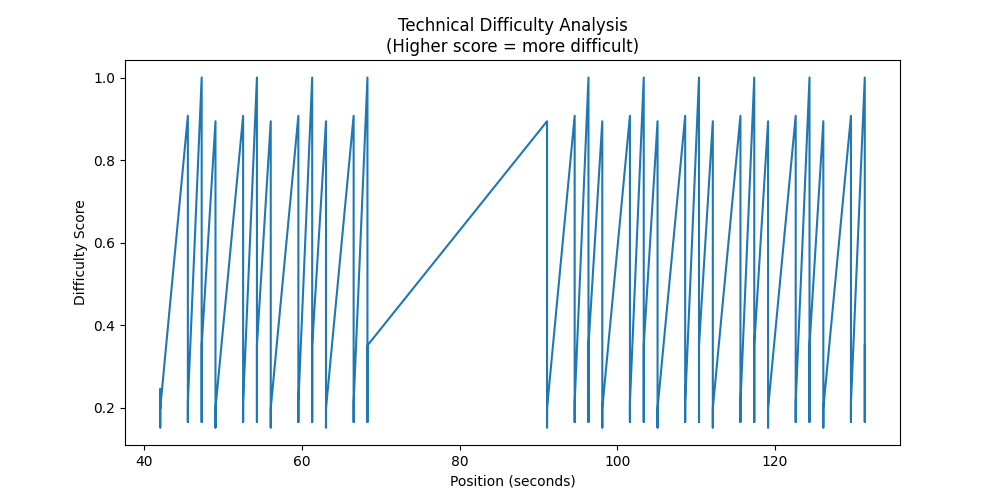 Technical Difficulty Analysis
(Higher score = more difficult)
1.0
0.8
0.6
0.4
0.2
Difficulty Score
40
60
80
100
120
Position (seconds)